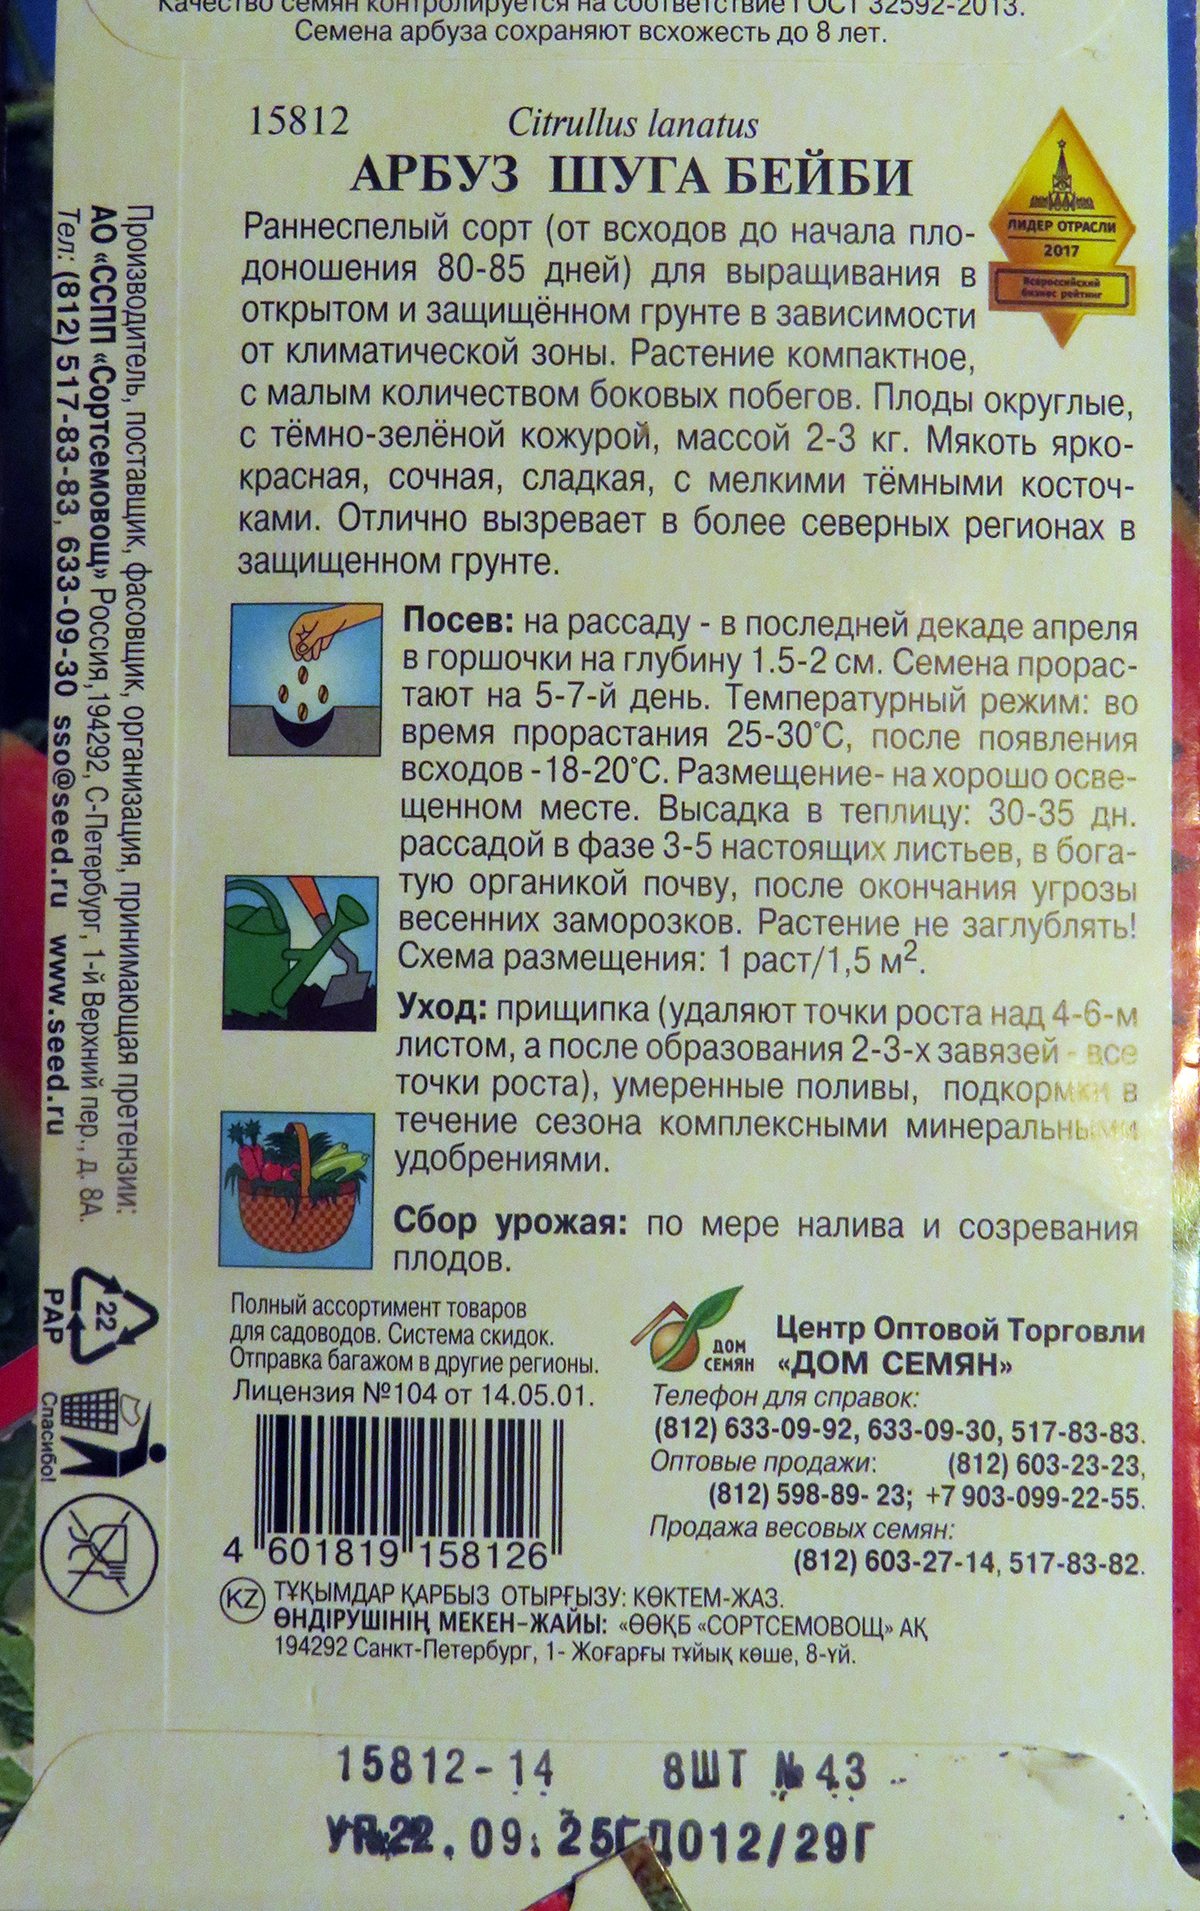 Качество семян контролируется на соответствие ГОСТ 32592-2013.
Семена арбуза сохраняют всхожесть до 8 лет.
15812
Citrullus lanatus
АРБУЗ ШУГА БЕЙБИ
Раннеспелый сорт (от всходов до начала пло-
доношения 80-85 дней) для выращивания в
открытом и защищённом грунте в зависимости
от климатической зоны. Растение компактное,
с малым количеством боковых побегов. Плоды округлые,
с тёмно-зелёной кожурой, массой 2-3 кг. Мякоть ярко-
красная, сочная, сладкая, с мелкими тёмными косточ-
ками. Отлично вызревает в более северных регионах в
защищенном грунте.
ЛИДЕР ОТРАСЛИ
2017
Всероссийский
бизнес рейтинг
Посев: на рассаду - в последней декаде апреля
в горшочки на глубину 1.5-2 см. Семена прорас-
тают на 5-7-й день. Температурный режим: во
время прорастания 25-30°С, после появления
всходов -18-20°С. Размещение- на хорошо осве-
щенном месте. Высадка в теплицу: 30-35 дн.
рассадой в фазе 3-5 настоящих листьев, в бога-
тую органикой почву, после окончания угрозы
весенних заморозков. Растение не заглублять!
Схема размещения: 1 раст/1,5 м².
Уход: прищипка (удаляют точки роста над 4-6-м
листом, а после образования 2-3-х завязей - все
точки роста), умеренные поливы, подкормки в
течение сезона комплексными минеральными
удобрениями.
Сбор урожая: по мере налива и созревания
плодов.
Полный ассортимент товаров
для садоводов. Система скидок.
Отправка багажом в другие регионы.
Лицензия №104 от 14.05.01.
4 601819 158126
ДОМ
СЕМЯН
Центр Оптовой Торговли
«ДОМ СЕМЯН»
Телефон для справок:
(812) 633-09-92, 633-09-30, 517-83-83.
Оптовые продажи: (812) 603-23-23,
(812) 598-89- 23; +7 903-099-22-55.
Продажа весовых семян:
(812) 603-27-14, 517-83-82.
KZ ТҰҚЫМДАР ҚАРБЫЗ ОТЫРҒЫЗУ: КӨКТЕМ-ЖАЗ.
ӨНДІРУШІНІҢ МЕКЕН-ЖАЙЫ: «ӨӨҚБ «СОРТСЕМОВОЩ» АҚ
194292 Санкт-Петербург, 1- Жоғарғы тұйық көше, 8-үй.
15812-14 8ШТ №43
УП 22.09.25Г ДО12/29Г
Производитель, поставщик, фасовщик, организация, принимающая претензии:
АО «ССПП «Сортсемовощ» Россия,194292, С-Петербург, 1-й Верхний пер., д. 8А.
Тел: (812) 517-83-83, 633-09-30 sso@seed.ru www.seed.ru
22
PAP
Спасибо!